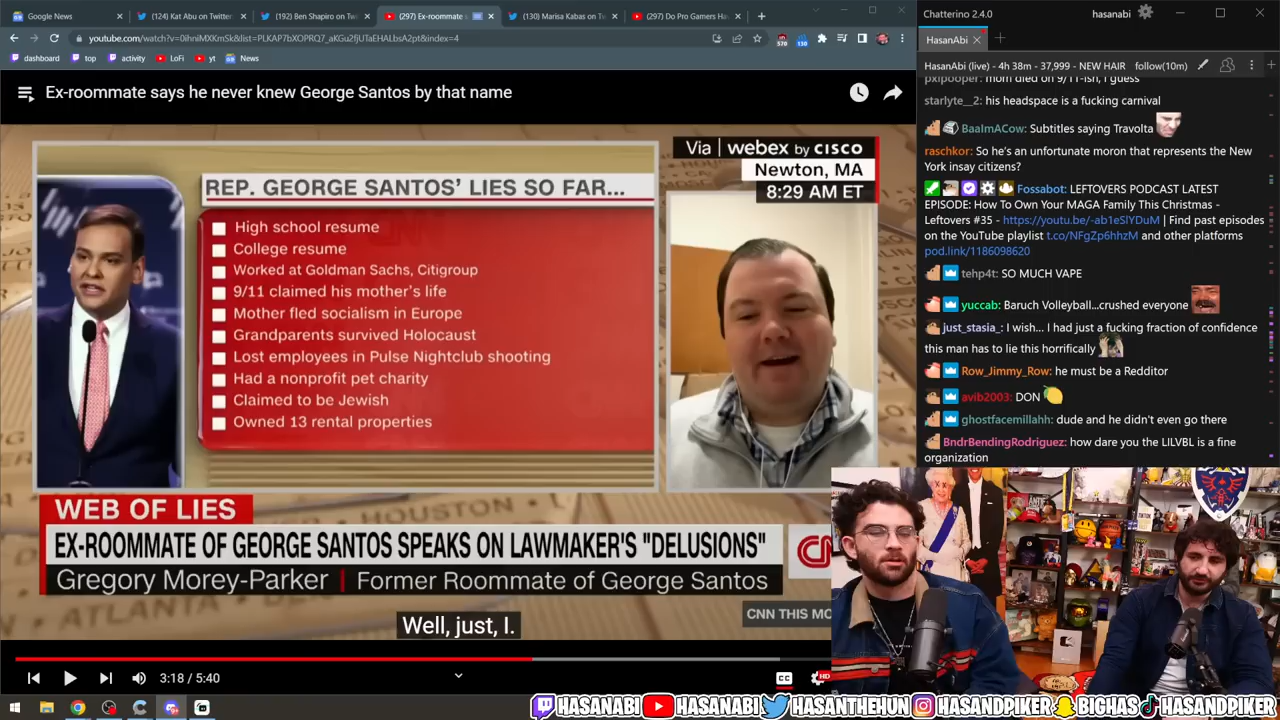 Google News
(124) Kat Abu on Twitter
(192) Ben Shapiro on Tw
(297) Ex-roommate s
(130) Marisa Kabas on T
(297) Do Pro Gamers Ha
youtube.com/watch?v=0ihniMXKmSk&list=PLKAP7bXOPRQ7_aKGu2fjUTaEHALbsA2pt&index=4
dashboard
top
activity
LoFi
yt
News
Ex-roommate says he never knew George Santos by that name
REP. GEORGE SANTOS' LIES SO FAR...
High school resume
College resume
Worked at Goldman Sachs, Citigroup
9/11 claimed his mother's life
Mother fled socialism in Europe
Grandparents survived Holocaust
Lost employees in Pulse Nightclub shooting
Had a nonprofit pet charity
Claimed to be Jewish
Owned 13 rental properties
Via | webex by CISCO
Newton, MA
8:29 AM ET
WEB OF LIES
EX-ROOMMATE OF GEORGE SANTOS SPEAKS ON LAWMAKER'S "DELUSIONS"
Gregory Morey-Parker | Former Roommate of George Santos
CNN THIS MO
Well, just, I.
3:18 / 5:40
CC
HD
Chatterino 2.4.0
hasanabi
HasanAbi
HasanAbi (live) - 4h 38m - 37,999 - NEW HAIR
follow(10m)
pxlpooper: mom died on 9/11-ish, I guess
starlyte__2: his headspace is a fucking carnival
BaaImACow: Subtitles saying Travolta
raschkor: So he's an unfortunate moron that represents the New
York insay citizens?
Fossabot: LEFTOVERS PODCAST LATEST
EPISODE: How To Own Your MAGA Family This Christmas -
Leftovers #35 - https://youtu.be/-ab1eSlYDuM | Find past episodes
on the YouTube playlist t.co/NFgZp6hhzM and other platforms
pod.link/1186098620
tehp4t: SO MUCH VAPE
yuccab: Baruch Volleyball...crushed everyone
just_stasia_: I wish... I had just a fucking fraction of confidence
this man has to lie this horrifically
Row_Jimmy_Row: he must be a Redditor
avib2003: DON
ghostfacemillahh: dude and he didn't even go there
BndrBendingRodriguez: how dare you the LILVBL is a fine
organization
HASANABI
HASANABI
HASANTHEHUN
HASANDPIKER
BIGHAS
HASANDPIKER